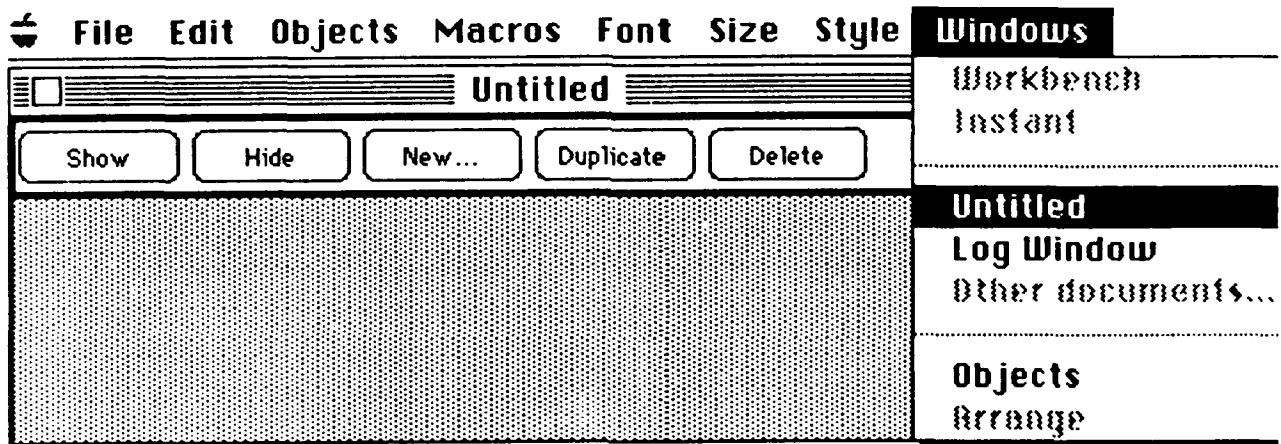 File Edit Objects Macros Font Size Style Windows
Untitled
Show Hide New... Duplicate Delete
Workbench
Instant
Untitled
Log Window
Other documents...
Objects
Arrange